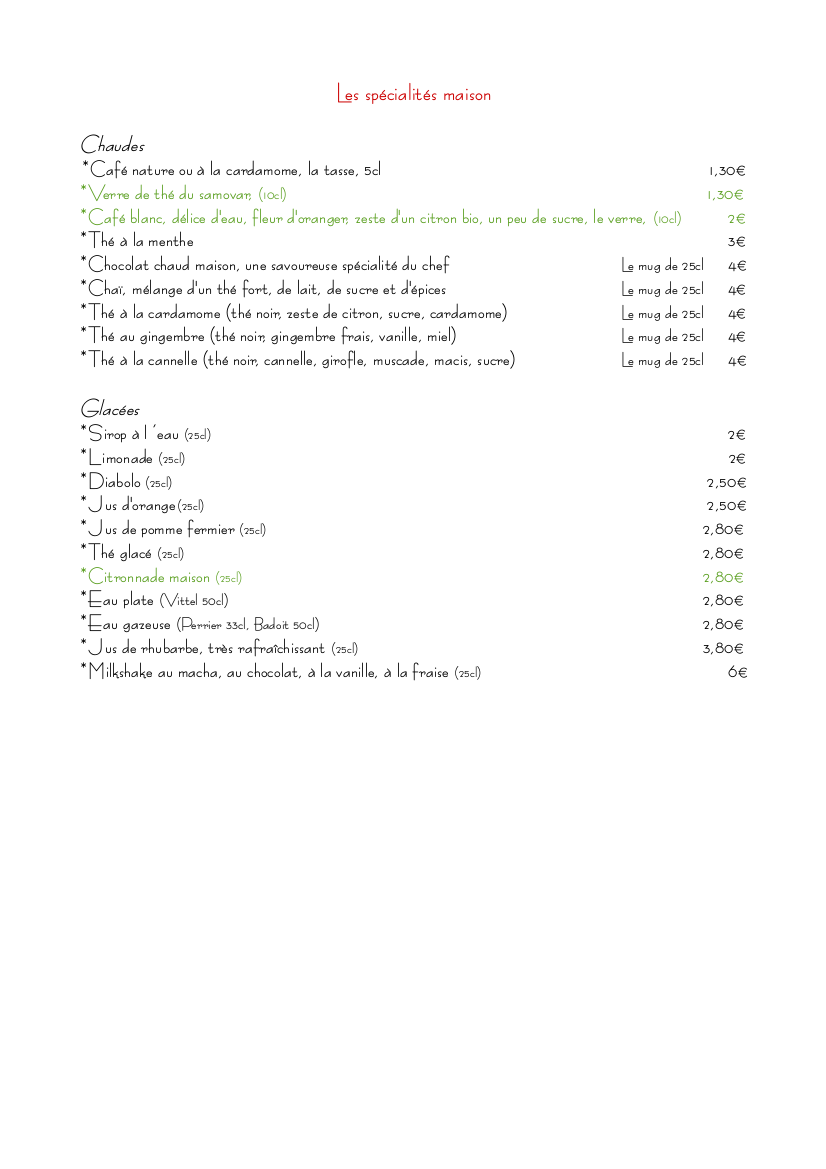 Les spécialités maison
Chaudes
*Café nature ou à la cardamome, la tasse, 5cl 1,30€
*Verre de thé du samovar, (10cl) 1,30€
*Café blanc, délice d'eau, fleur d'oranger, zeste d'un citron bio, un peu de sucre, le verre, (10cl) 2€
*Thé à la menthe 3€
*Chocolat chaud maison, une savoureuse spécialité du chef Le mug de 25cl 4€
*Chaï, mélange d'un thé fort, de lait, de sucre et d'épices Le mug de 25cl 4€
*Thé à la cardamome (thé noir, zeste de citron, sucre, cardamome) Le mug de 25cl 4€
*Thé au gingembre (thé noir, gingembre frais, vanille, miel) Le mug de 25cl 4€
*Thé à la cannelle (thé noir, cannelle, girofle, muscade, macis, sucre) Le mug de 25cl 4€
Glacées
*Sirop à l ´eau (25cl) 2€
*Limonade (25cl) 2€
*Diabolo (25cl) 2,50€
*Jus d'orange(25cl) 2,50€
*Jus de pomme fermier (25cl) 2,80€
*Thé glacé (25cl) 2,80€
*Citronnade maison (25cl) 2,80€
*Eau plate (Vittel 50cl) 2,80€
*Eau gazeuse (Perrier 33cl, Badoit 50cl) 2,80€
*Jus de rhubarbe, très rafraîchissant (25cl) 3,80€
*Milkshake au macha, au chocolat, à la vanille, à la fraise (25cl) 6€